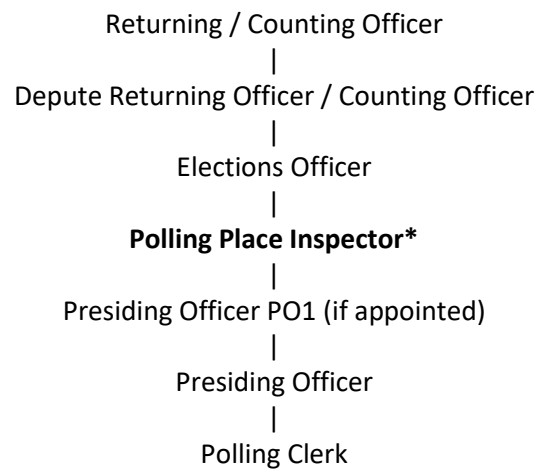 Returning / Counting Officer
|
Depute Returning Officer / Counting Officer
|
Elections Officer
|
Polling Place Inspector*
|
Presiding Officer PO1 (if appointed)
|
Presiding Officer
|
Polling Clerk